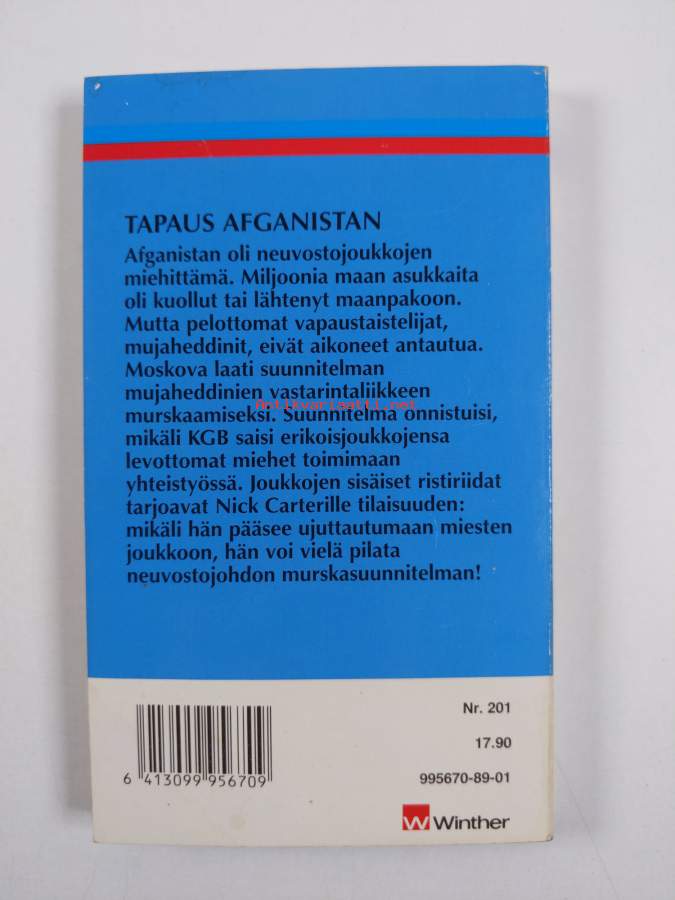 TAPAUS AFGANISTAN
Afganistan oli neuvostojoukkojen
miehittämä. Miljoonia maan asukkaita
oli kuollut tai lähtenyt maanpakoon.
Mutta pelottomat vapaustaistelijat,
mujaheddinit, eivät aikoneet antautua.
Moskova laati suunnitelman
mujaheddinien vastarintaliikkeen
Antikvariaatti.net
murskaamiseksi. Suunnitelma onnistuisi,
mikäli KGB saisi erikoisjoukkojensa
levottomat miehet toimimaan
yhteistyössä. Joukkojen sisäiset ristiriidat
tarjoavat Nick Carterille tilaisuuden:
mikäli hän pääsee ujuttautumaan miesten
joukkoon, hän voi vielä pilata
neuvostojohdon murskasuunnitelman!
Nr. 201
17.90
6 413099 956709
995670-89-01
W Winther